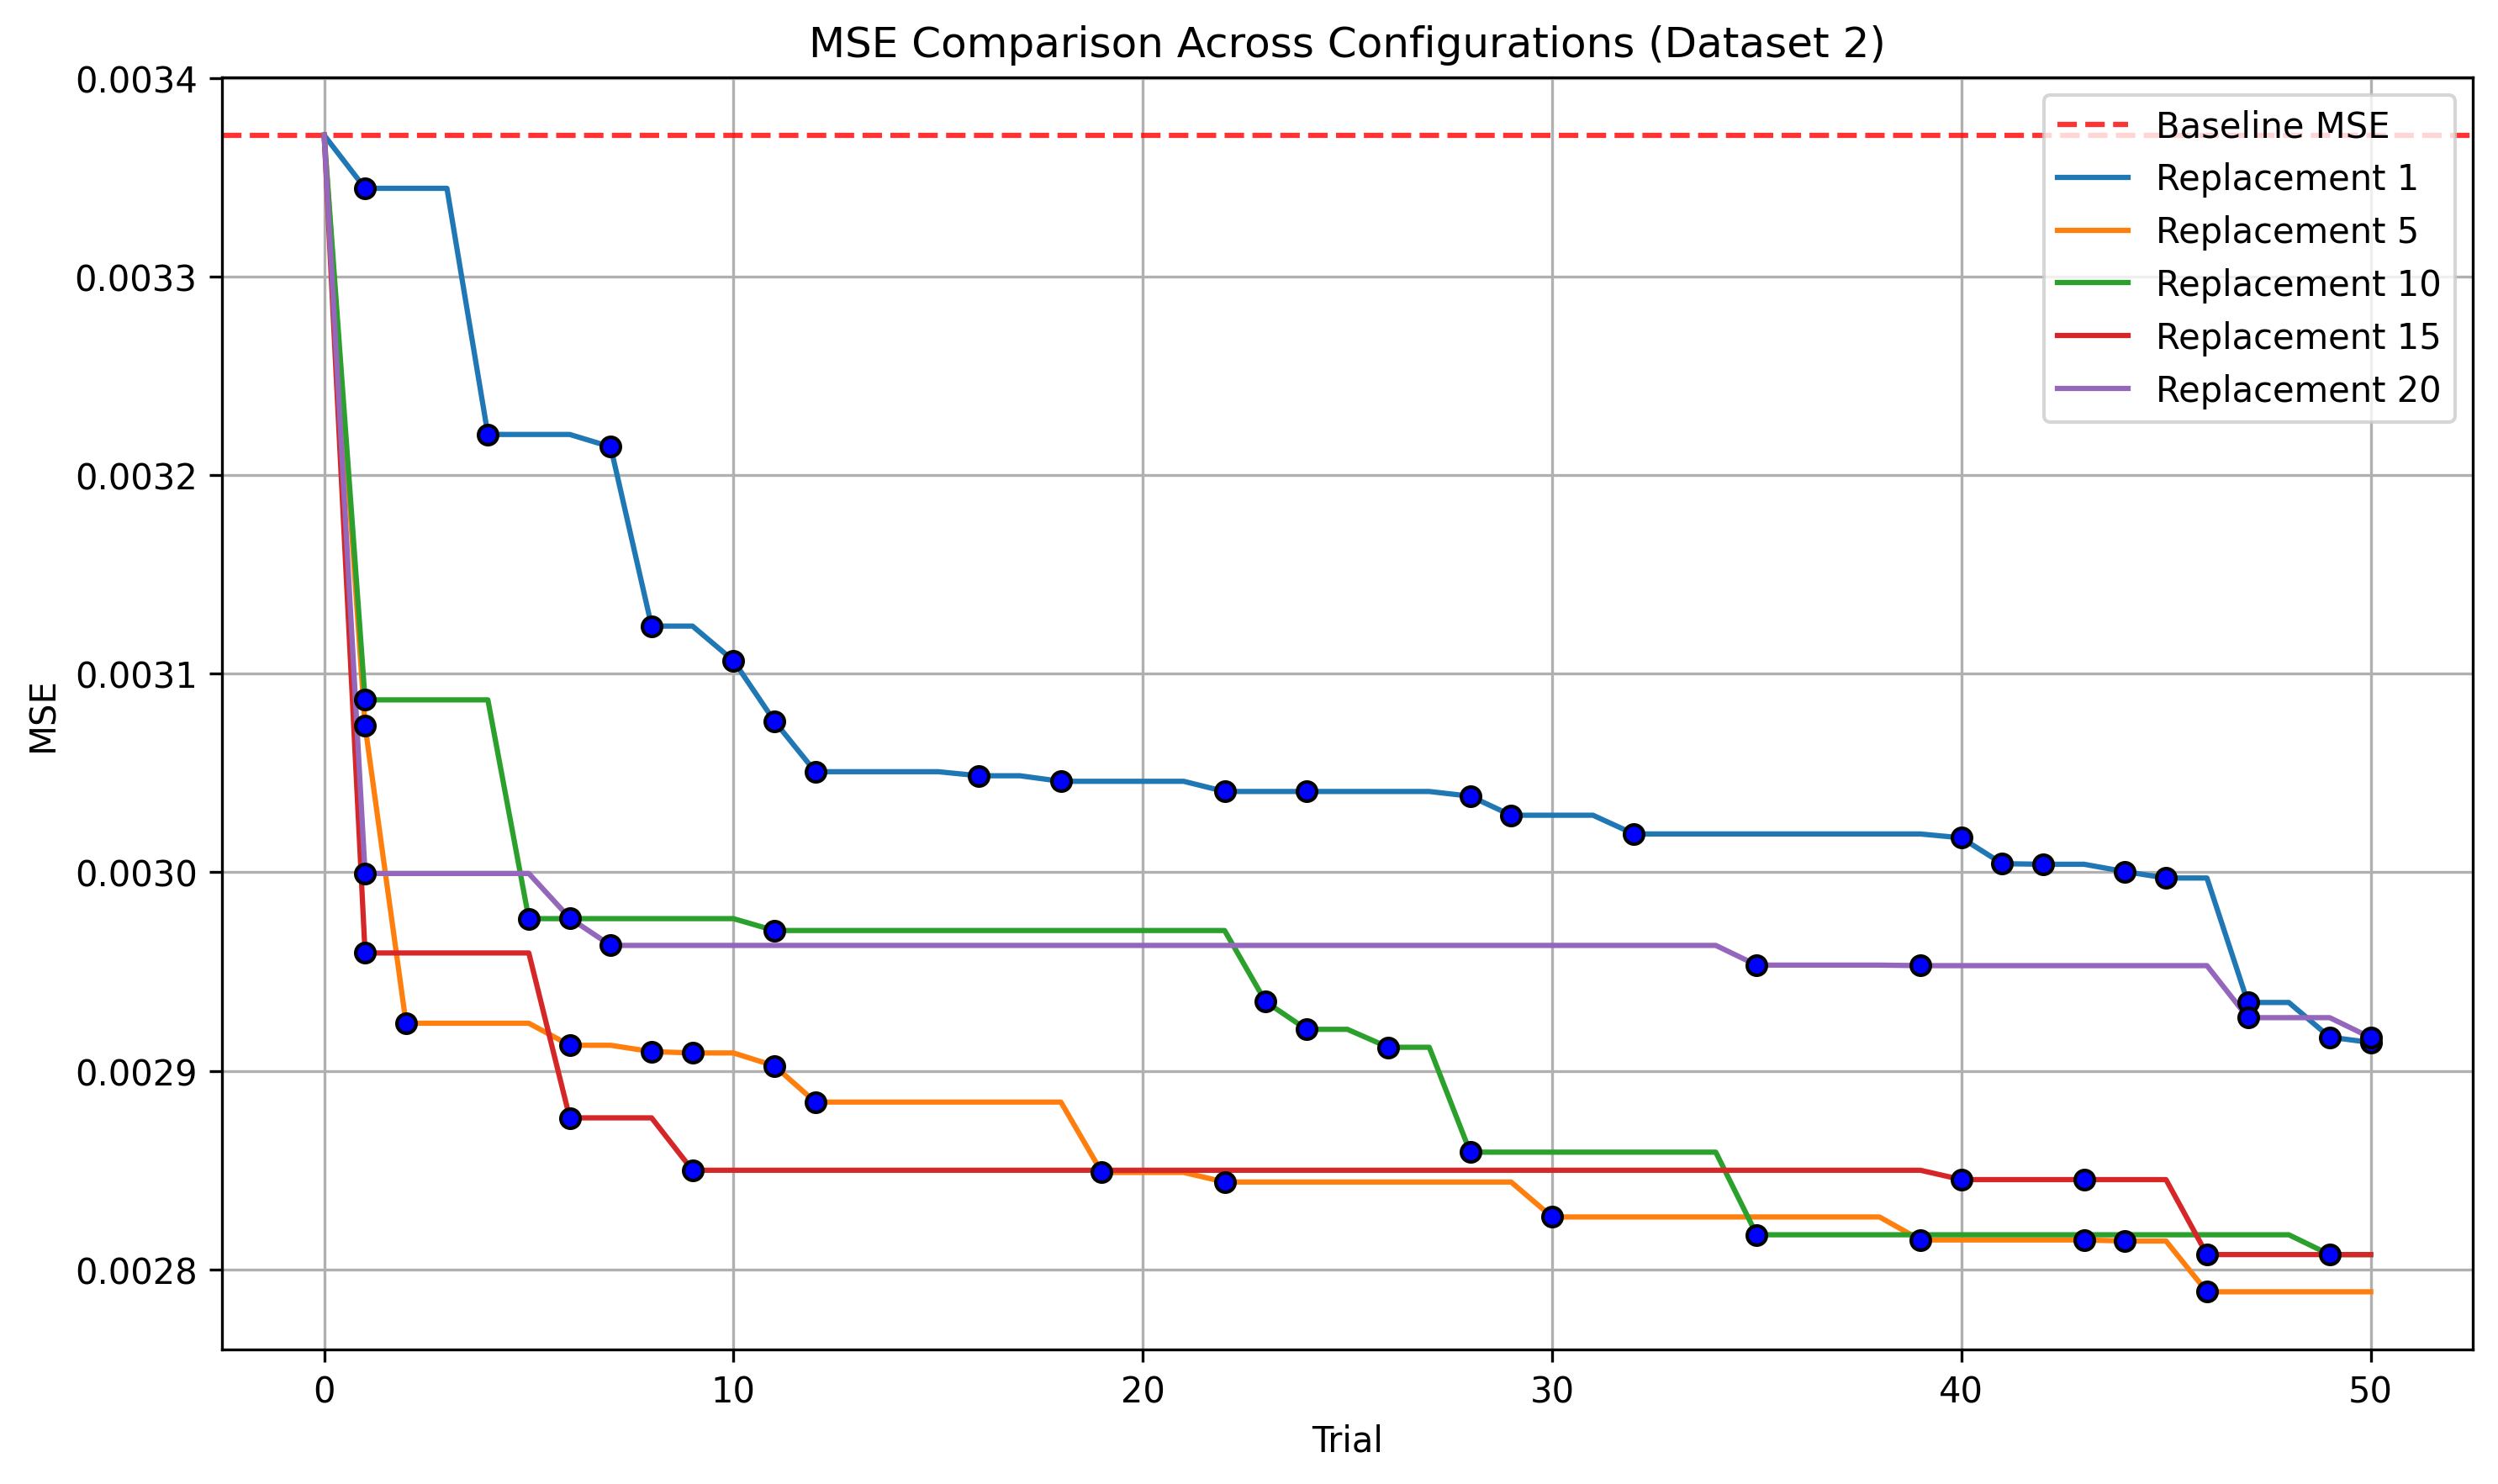 MSE Comparison Across Configurations (Dataset 2)
0.0034
0.0033
0.0032
0.0031
0.0030
0.0029
0.0028
MSE
Baseline MSE
Replacement 1
Replacement 5
Replacement 10
Replacement 15
Replacement 20
0 10 20 30 40 50
Trial